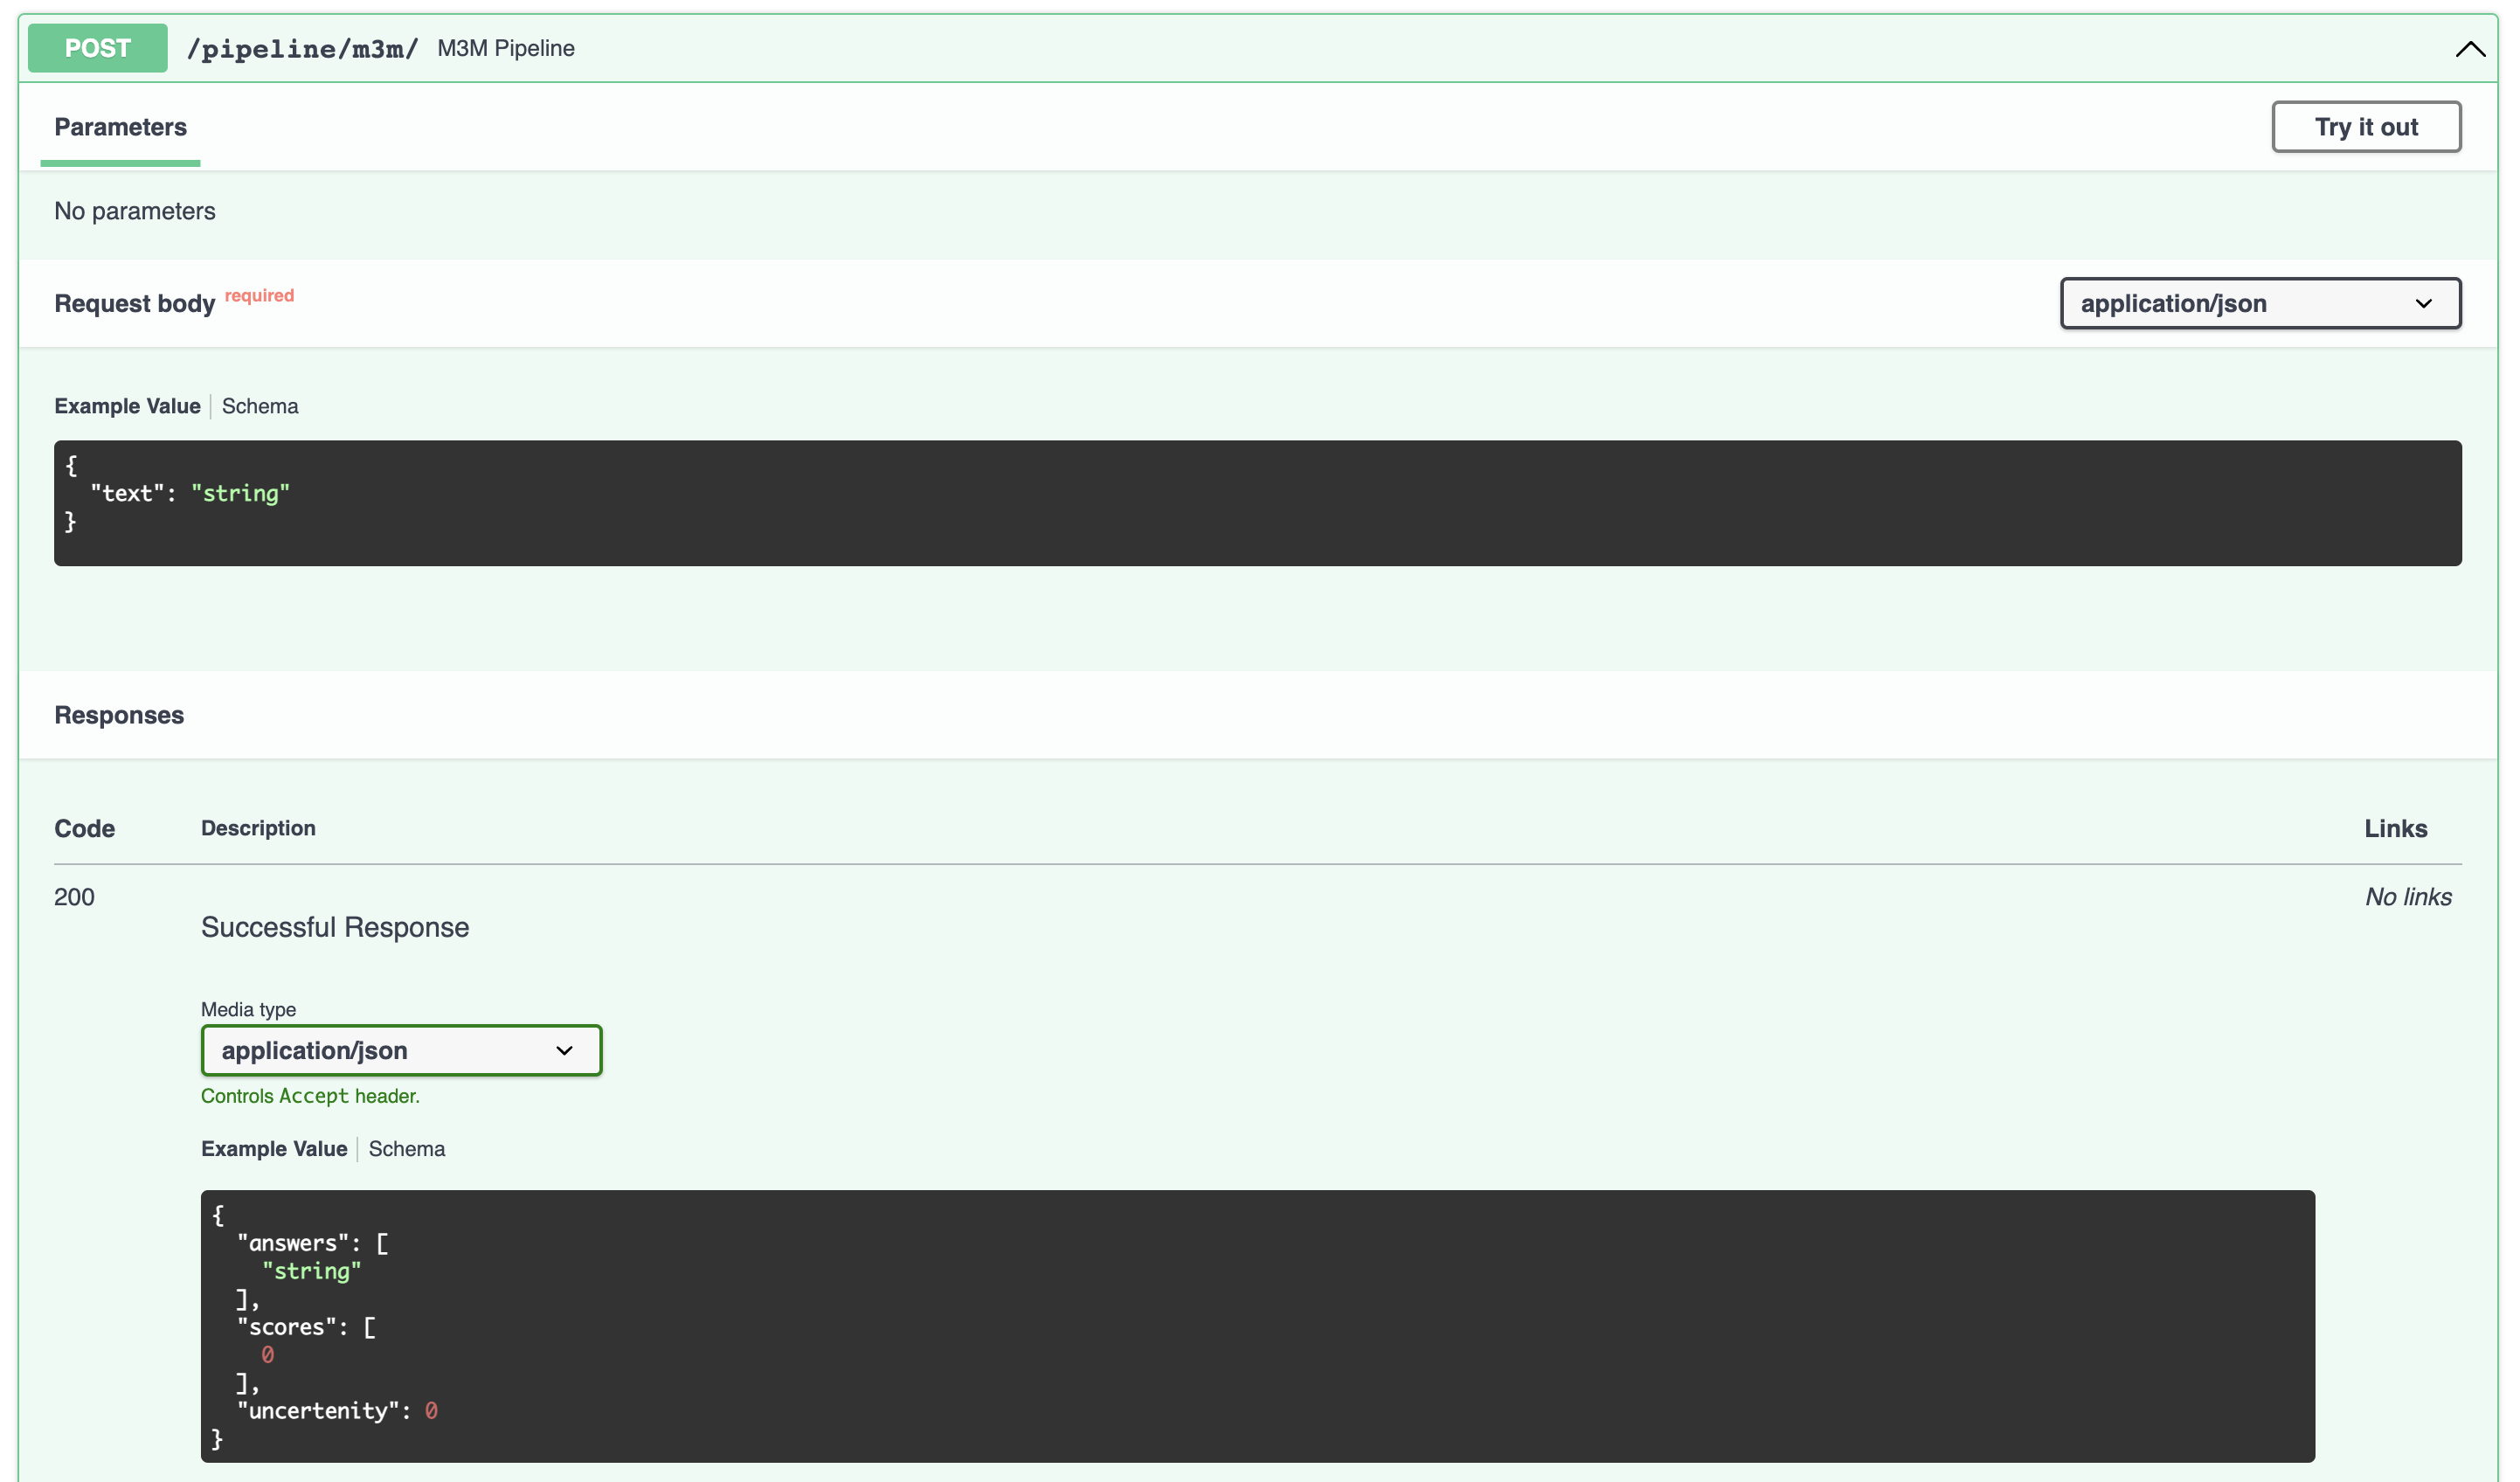 POST /pipeline/m3m/ M3M Pipeline
Parameters
Try it out
No parameters
Request body required
application/json
Example Value Schema
{
"text": "string"
}
Responses
Code Description Links
200 No links
Successful Response
Media type
application/json
Controls Accept header.
Example Value Schema
{
"answers": [
"string"
],
"scores": [
0
],
"uncertenity": 0
}